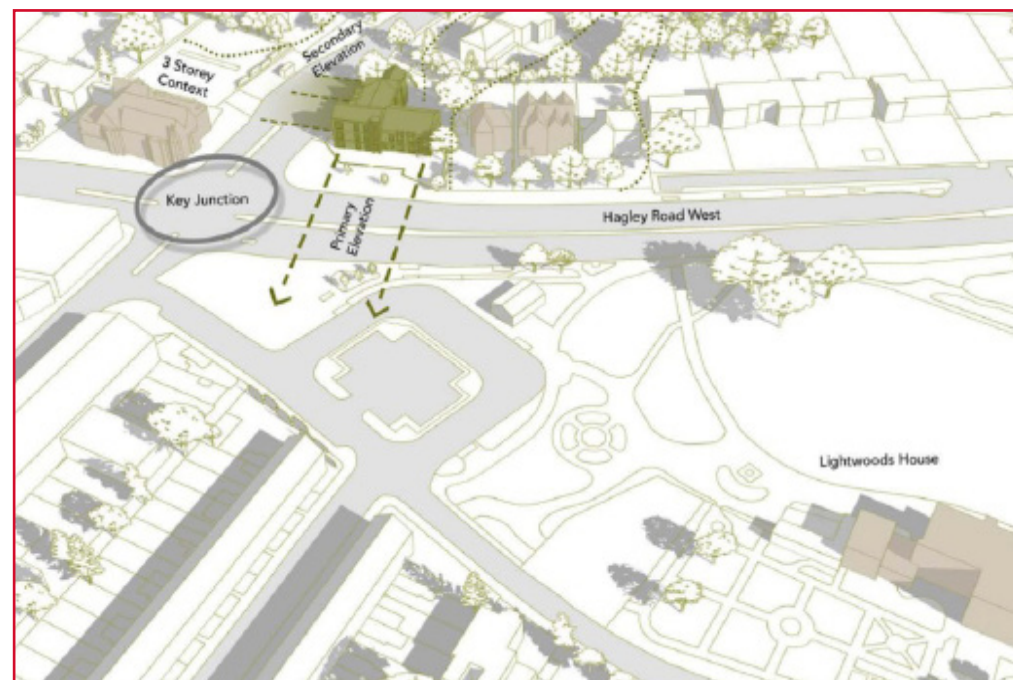 Secondary
Elevation
3 Storey
Context
Key Junction
Primary
Elevation
Hagley Road West
Lightwoods House